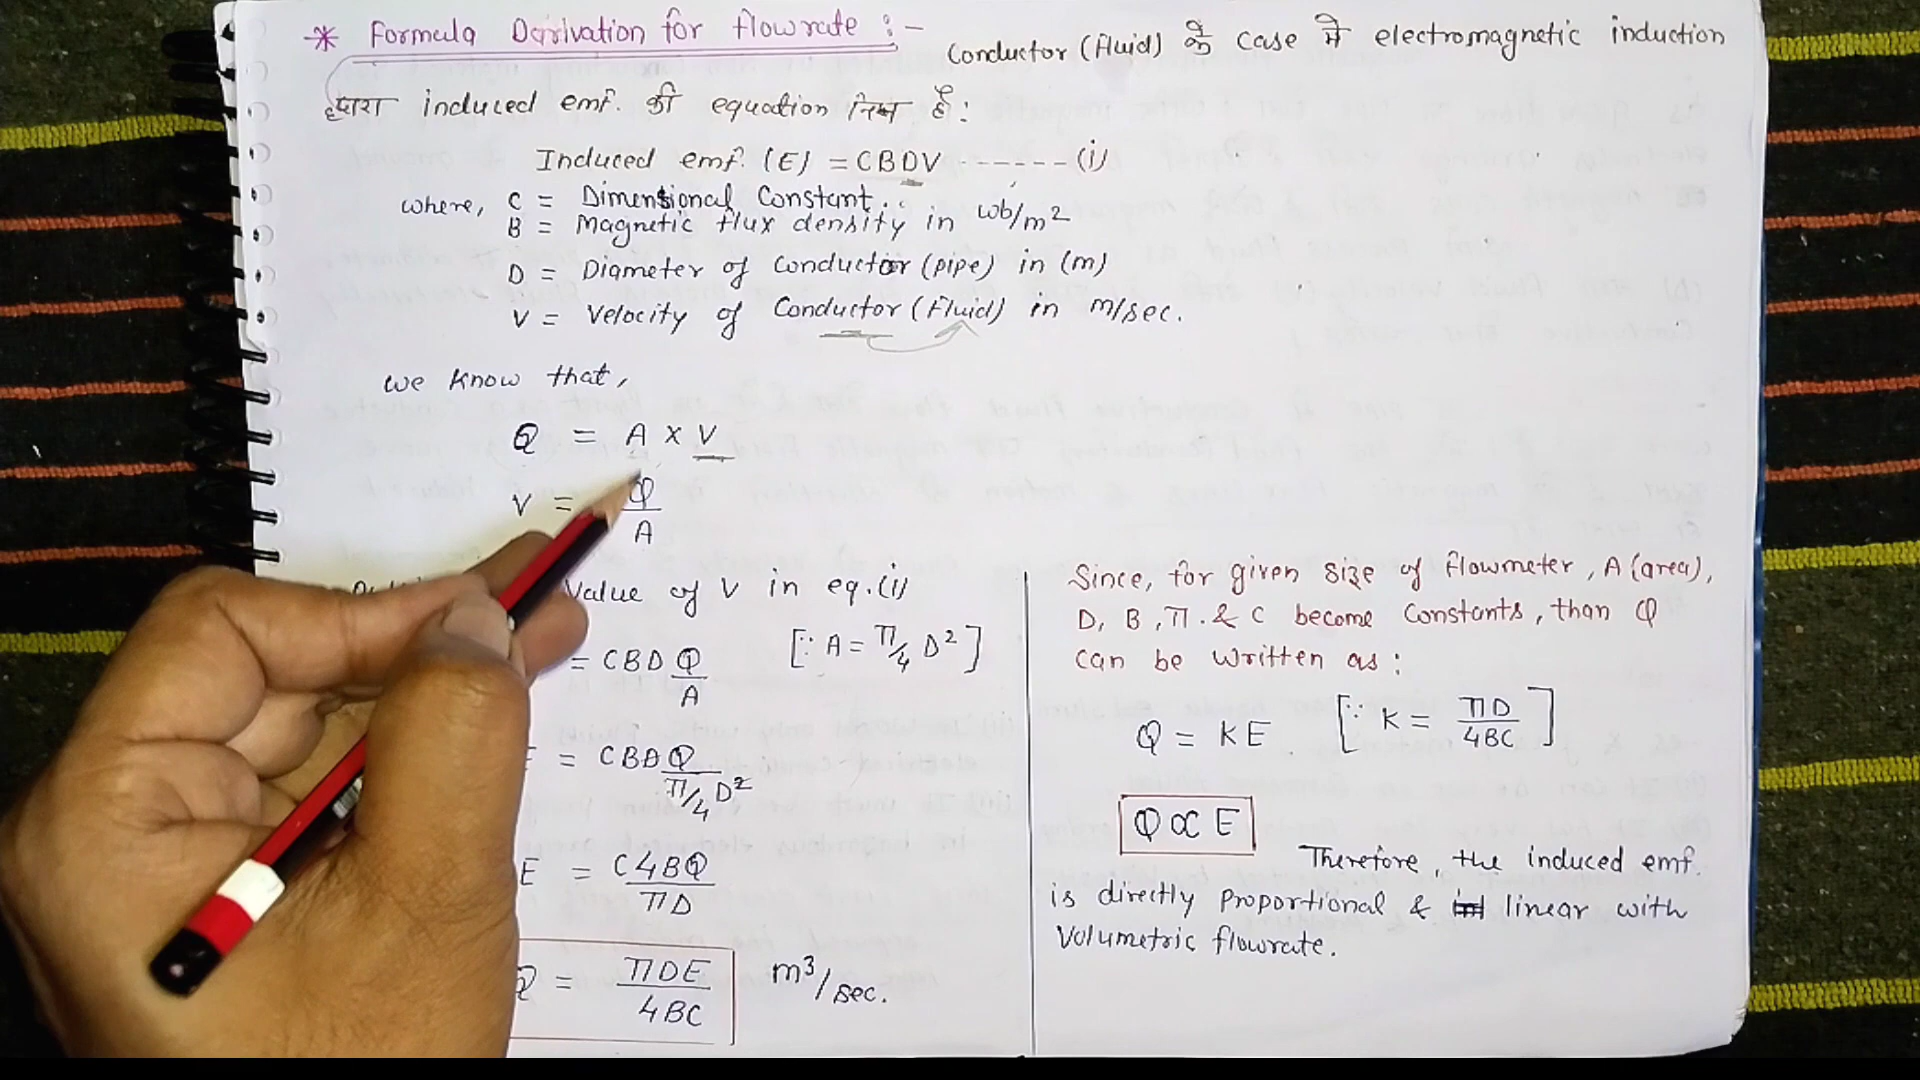 * Formula Derivation for flowrate :-
Conductor (fluid) के case में electromagnetic induction
द्वारा induced emf. की equation निम्न है:
Induced emf. (E) = CBDV ------- (i)
where, C = Dimensional Constant.
B = Magnetic flux density in wb/m²
D = Diameter of Conductor (pipe) in (m)
V = Velocity of Conductor (Fluid) in m/sec.
we know that,
Q = A × V
V = Q/A
Value of V in eq.(i)
= CBD Q/A [∵ A = π/4 D²]
= CBD Q/(π/4 D²)
E = C4BQ/πD
Q = πDE/4BC m³/sec.
Since, for given size of flowmeter, A (area),
D, B, π. & C become Constants, than Q
can be written as:
Q = KE [∵ K = πD/4BC]
Q ∝ E
Therefore, the induced emf.
is directly proportional & linear with
Volumetric flowrate.